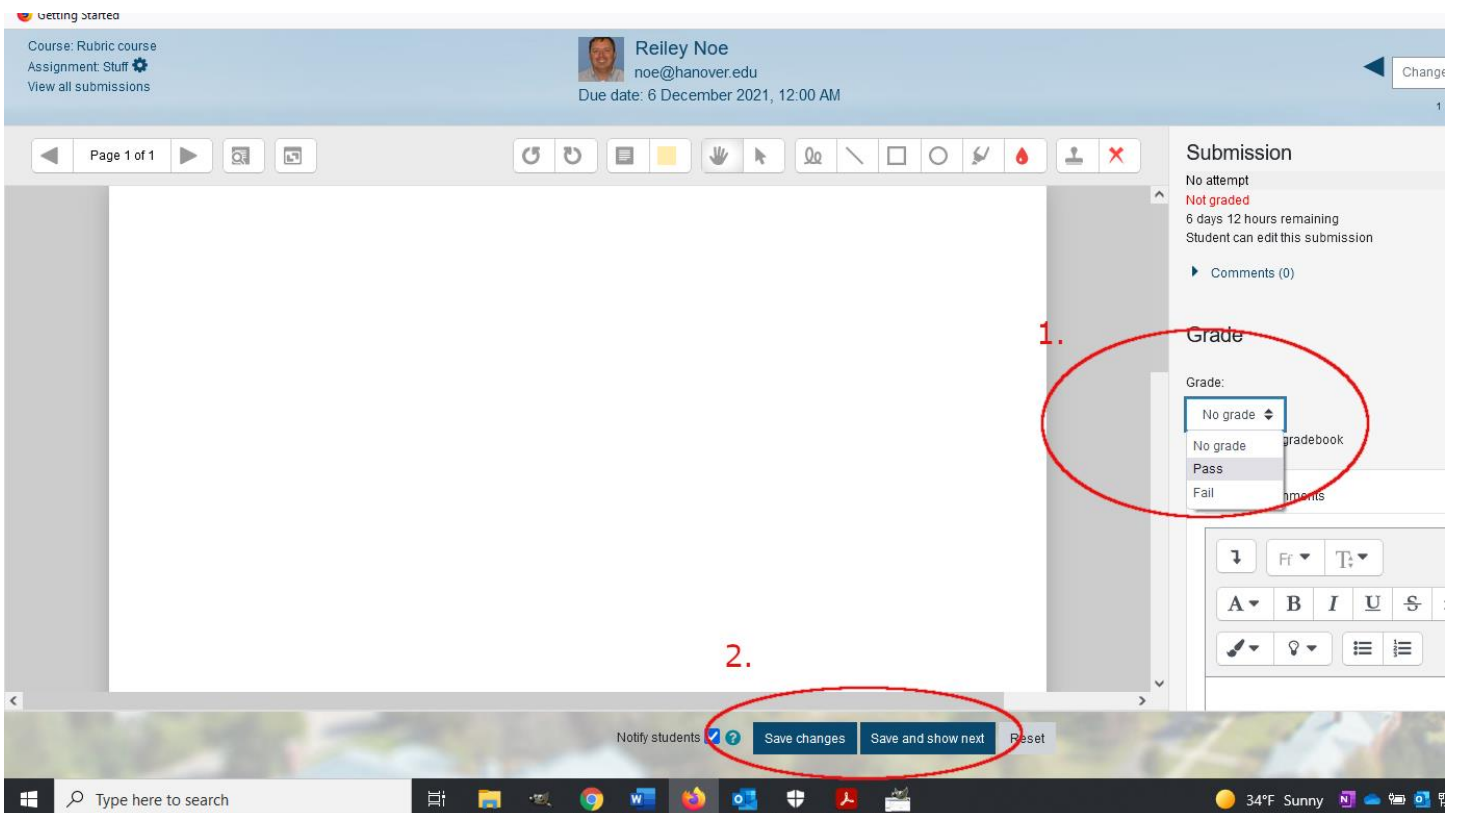 Getting Started
Course: Rubric course
Assignment: Stuff
View all submissions
Reiley Noe
noe@hanover.edu
Due date: 6 December 2021, 12:00 AM
Change
1
Page 1 of 1
Submission
No attempt
Not graded
6 days 12 hours remaining
Student can edit this submission
Comments (0)
1.
Grade
Grade:
No grade
No grade
gradebook
Pass
Fail
mments
Ff
T
A B I U S
2.
Notify students
?
Save changes
Save and show next
Reset
Type here to search
34°F Sunny